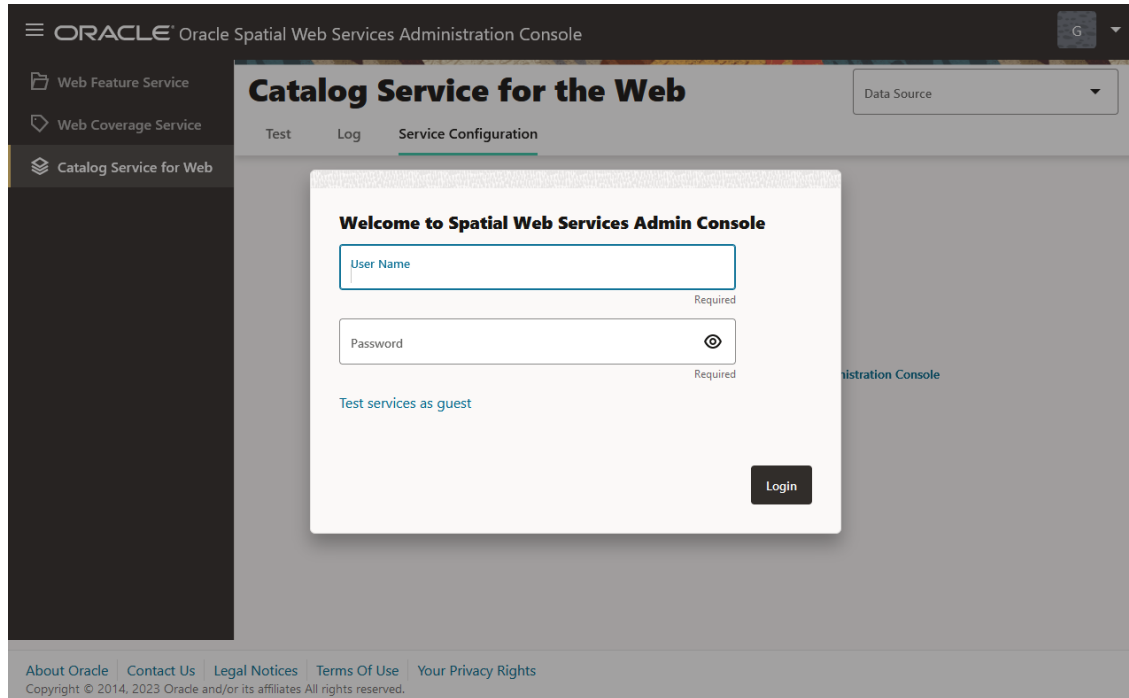 ORACLE Oracle Spatial Web Services Administration Console
G
Web Feature Service
Web Coverage Service
Catalog Service for Web
Catalog Service for the Web
Data Source
Test Log Service Configuration
Welcome to Spatial Web Services Admin Console
User Name
Required
Password
Required
Test services as guest
Login
Administration Console
About Oracle Contact Us Legal Notices Terms Of Use Your Privacy Rights
Copyright © 2014, 2023 Oracle and/or its affiliates All rights reserved.